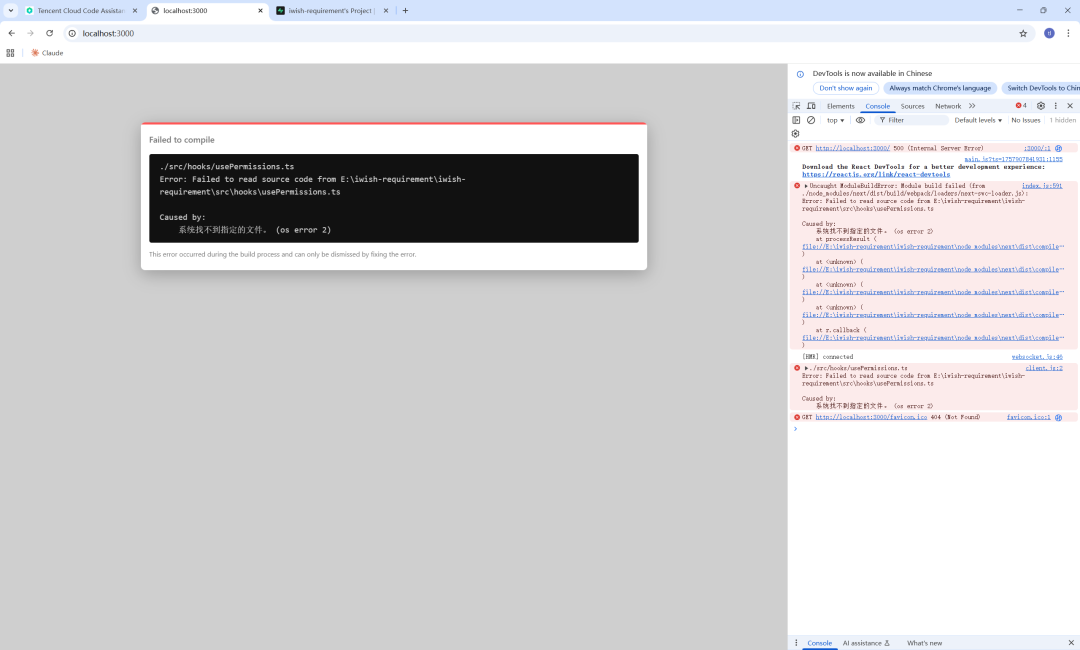 Tencent Cloud Code Assistan
localhost:3000
iwish-requirement's Project |
localhost:3000
Claude
DevTools is now available in Chinese
Don't show again
Always match Chrome's language
Switch DevTools to Chin
Elements
Console
Sources
Network
4
top
Filter
Default levels
No Issues
1 hidden
Failed to compile
./src/hooks/usePermissions.ts
Error: Failed to read source code from E:\iwish-requirement\iwish-
requirement\src\hooks\usePermissions.ts
Caused by:
系统找不到指定的文件。 (os error 2)
This error occurred during the build process and can only be dismissed by fixing the error.
GET http://localhost:3000/ 500 (Internal Server Error) :3000/:1
main.js?ts=1757907841931:1155
Download the React DevTools for a better development experience:
https://reactjs.org/link/react-devtools
Uncaught ModuleBuildError: Module build failed (from index.js:591
./node_modules/next/dist/build/webpack/loaders/next-swc-loader.js):
Error: Failed to read source code from E:\iwish-requirement\iwish-
requirement\src\hooks\usePermissions.ts
Caused by:
系统找不到指定的文件。 (os error 2)
at processResult (
file://E:\iwish-requirement\iwish-requirement\node_modules\next\dist\compile…
)
at <unknown> (
file://E:\iwish-requirement\iwish-requirement\node_modules\next\dist\compile…
)
at <unknown> (
file://E:\iwish-requirement\iwish-requirement\node_modules\next\dist\compile…
)
at <unknown> (
file://E:\iwish-requirement\iwish-requirement\node_modules\next\dist\compile…
)
at r.callback (
file://E:\iwish-requirement\iwish-requirement\node_modules\next\dist\compile…
)
[HMR] connected websocket.js:46
./src/hooks/usePermissions.ts client.js:2
Error: Failed to read source code from E:\iwish-requirement\iwish-
requirement\src\hooks\usePermissions.ts
Caused by:
系统找不到指定的文件。 (os error 2)
GET http://localhost:3000/favicon.ico 404 (Not Found) favicon.ico:1
Console
AI assistance
What's new